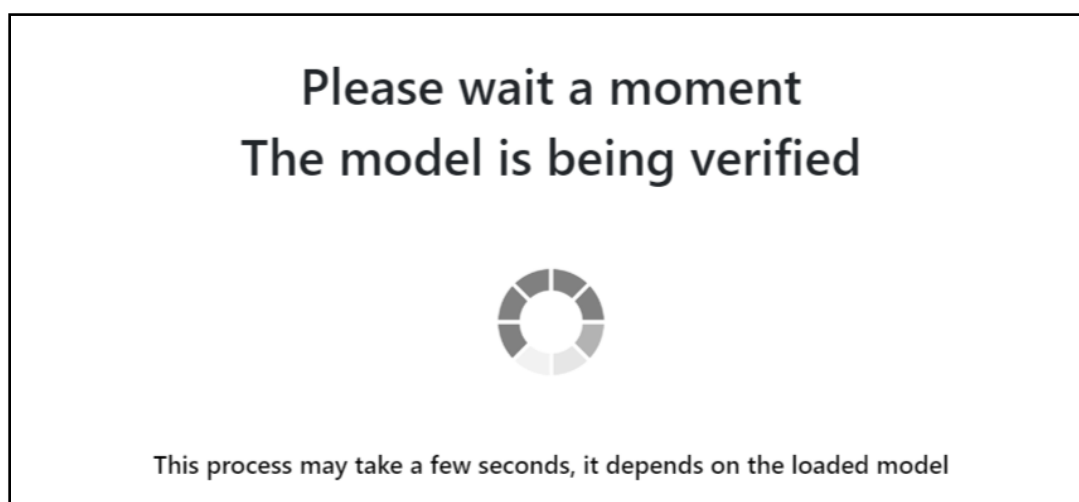 Please wait a moment
The model is being verified
This process may take a few seconds, it depends on the loaded model